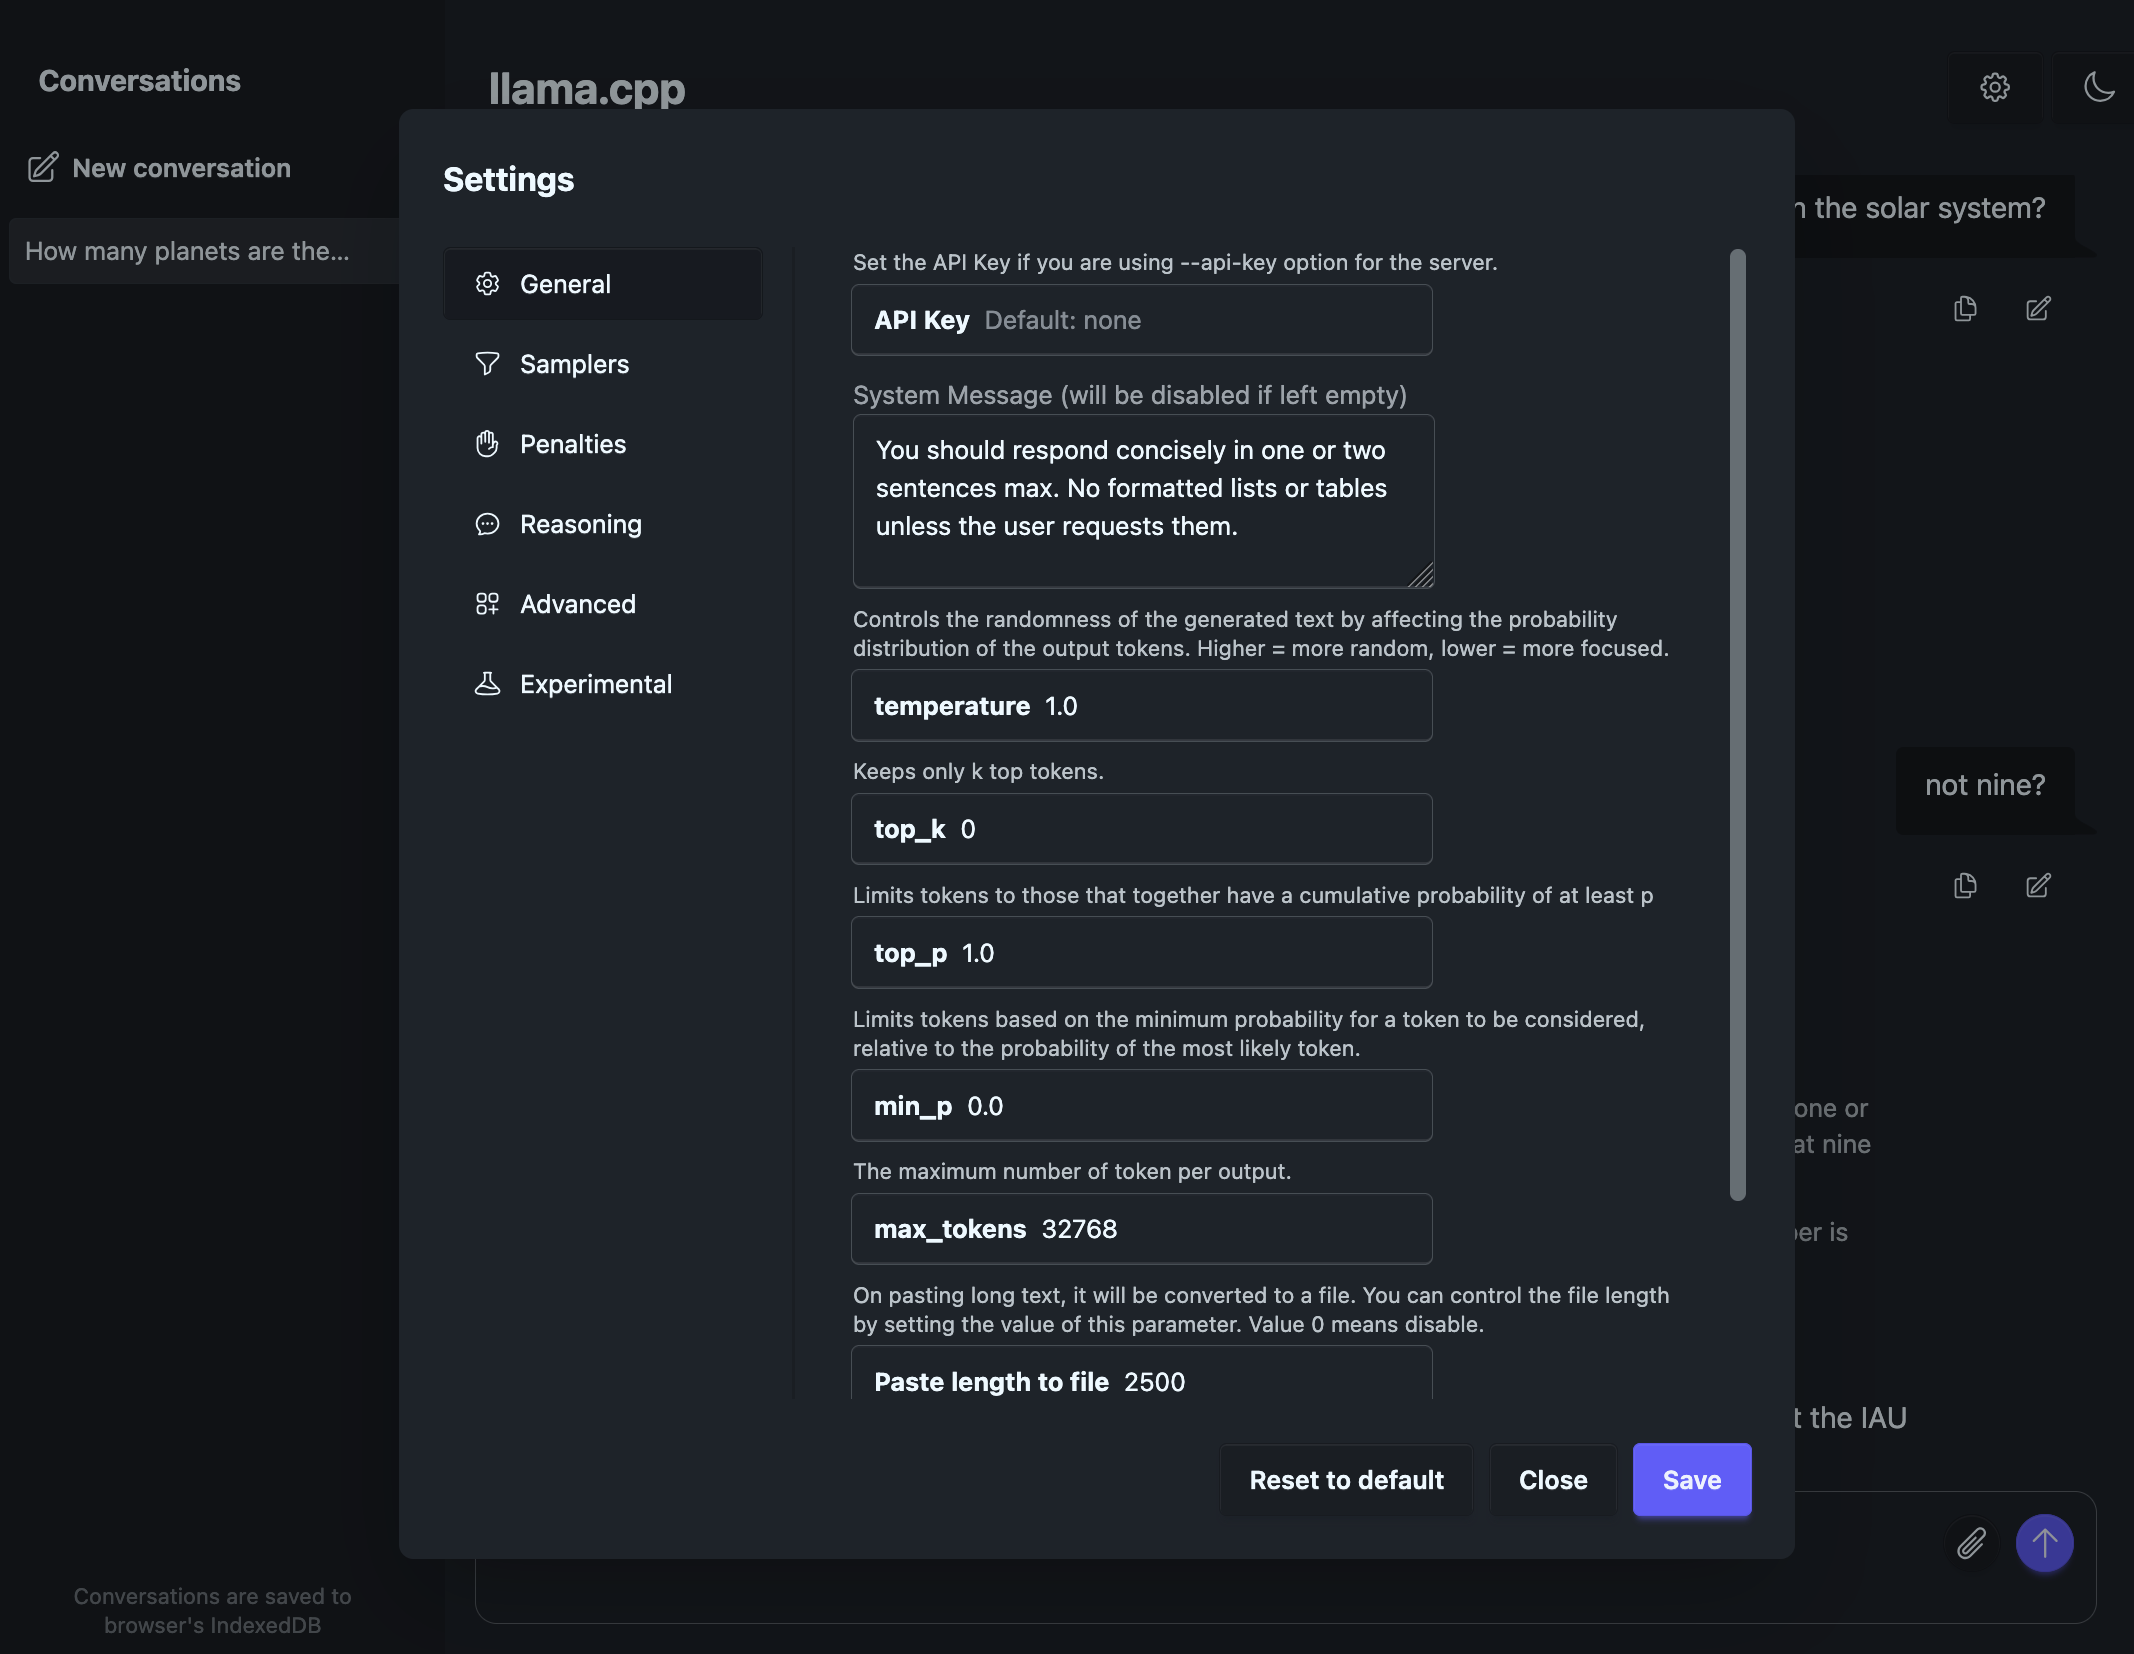 Conversations
New conversation
How many planets are the...
Conversations are saved to
browser's IndexedDB
llama.cpp
the solar system?
not nine?
one or
at nine
is
the IAU
Settings
General
Samplers
Penalties
Reasoning
Advanced
Experimental
Set the API Key if you are using --api-key option for the server.
API Key Default: none
System Message (will be disabled if left empty)
You should respond concisely in one or two
sentences max. No formatted lists or tables
unless the user requests them.
Controls the randomness of the generated text by affecting the probability
distribution of the output tokens. Higher = more random, lower = more focused.
temperature 1.0
Keeps only k top tokens.
top_k 0
Limits tokens to those that together have a cumulative probability of at least p
top_p 1.0
Limits tokens based on the minimum probability for a token to be considered,
relative to the probability of the most likely token.
min_p 0.0
The maximum number of token per output.
max_tokens 32768
On pasting long text, it will be converted to a file. You can control the file length
by setting the value of this parameter. Value 0 means disable.
Paste length to file 2500
Reset to default
Close
Save